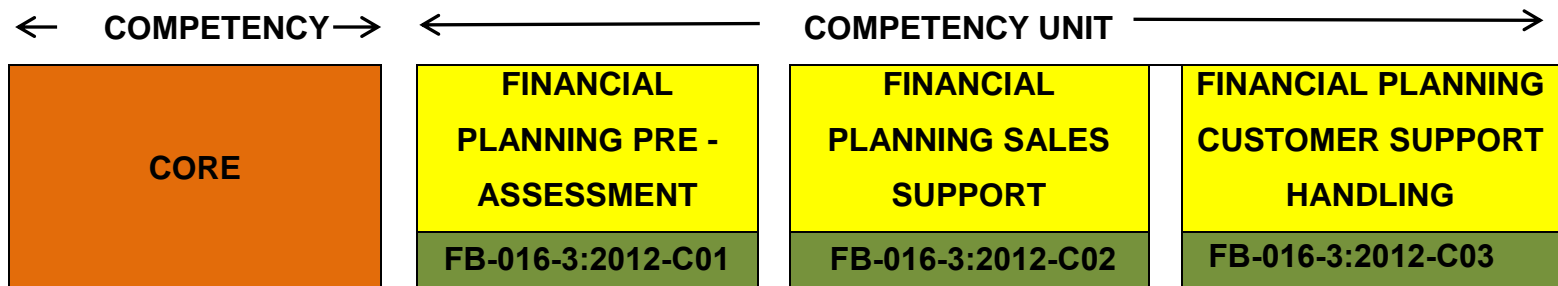 COMPETENCY
COMPETENCY UNIT
CORE
FINANCIAL
PLANNING PRE -
ASSESSMENT
FB-016-3:2012-C01
FINANCIAL
PLANNING SALES
SUPPORT
FB-016-3:2012-C02
FINANCIAL PLANNING
CUSTOMER SUPPORT
HANDLING
FB-016-3:2012-C03